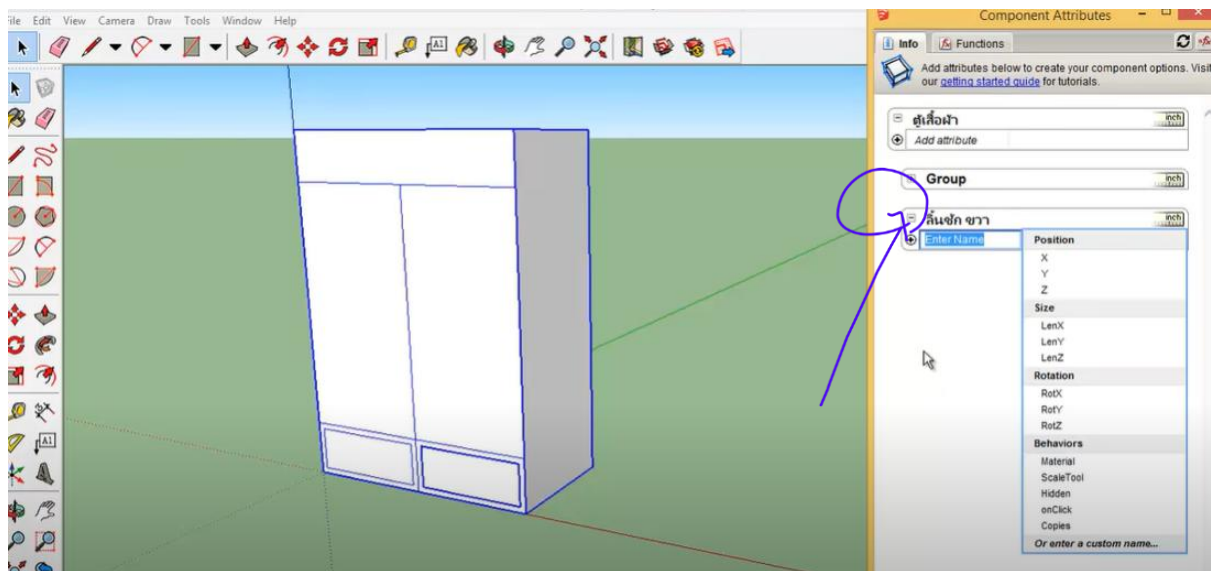 File Edit View Camera Draw Tools Window Help
Component Attributes
Info Functions
Add attributes below to create your component options. Visit
our getting started guide for tutorials.
ตู้เสื้อผ้า inch
Add attribute
Group inch
ลิ้นชัก ขวา inch
Enter Name
Position
X
Y
Z
Size
LenX
LenY
LenZ
Rotation
RotX
RotY
RotZ
Behaviors
Material
ScaleTool
Hidden
onClick
Copies
Or enter a custom name...